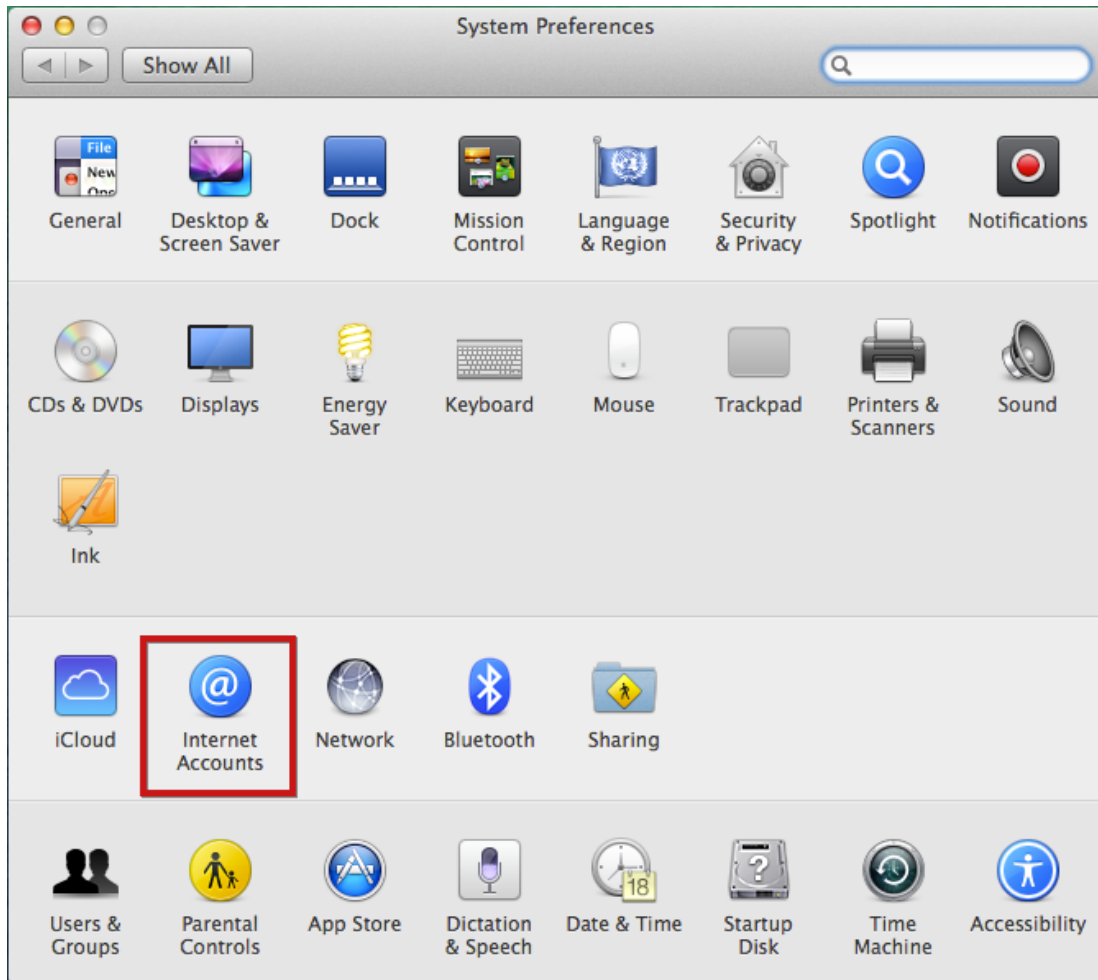 System Preferences
Show All
File
New
Ope
General
Desktop &
Screen Saver
Dock
Mission
Control
Language
& Region
Security
& Privacy
Spotlight
Notifications
CDs & DVDs
Displays
Energy
Saver
Keyboard
Mouse
Trackpad
Printers &
Scanners
Sound
Ink
iCloud
@
Internet
Accounts
Network
Bluetooth
Sharing
Users &
Groups
Parental
Controls
App Store
Dictation
& Speech
18
Date & Time
?
Startup
Disk
Time
Machine
Accessibility